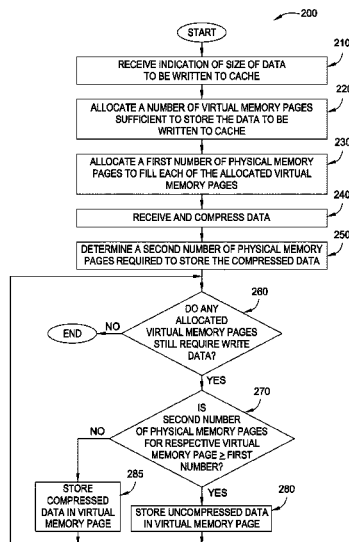 200
START
210
RECEIVE INDICATION OF SIZE OF DATA
TO BE WRITTEN TO CACHE
220
ALLOCATE A NUMBER OF VIRTUAL MEMORY PAGES
SUFFICIENT TO STORE THE DATA TO BE
WRITTEN TO CACHE
230
ALLOCATE A FIRST NUMBER OF PHYSICAL MEMORY
PAGES TO FILL EACH OF THE ALLOCATED VIRTUAL
MEMORY PAGES
240
RECEIVE AND COMPRESS DATA
250
DETERMINE A SECOND NUMBER OF PHYSICAL MEMORY
PAGES REQUIRED TO STORE THE COMPRESSED DATA
260
DO ANY
ALLOCATED
VIRTUAL MEMORY PAGES
STILL REQUIRE WRITE
DATA?
NO
END
YES
270
IS
SECOND NUMBER
OF PHYSICAL MEMORY PAGES
FOR RESPECTIVE VIRTUAL
MEMORY PAGE ≥ FIRST
NUMBER?
NO
YES
285
STORE
COMPRESSED
DATA IN VIRTUAL
MEMORY PAGE
280
STORE UNCOMPRESSED DATA
IN VIRTUAL MEMORY PAGE